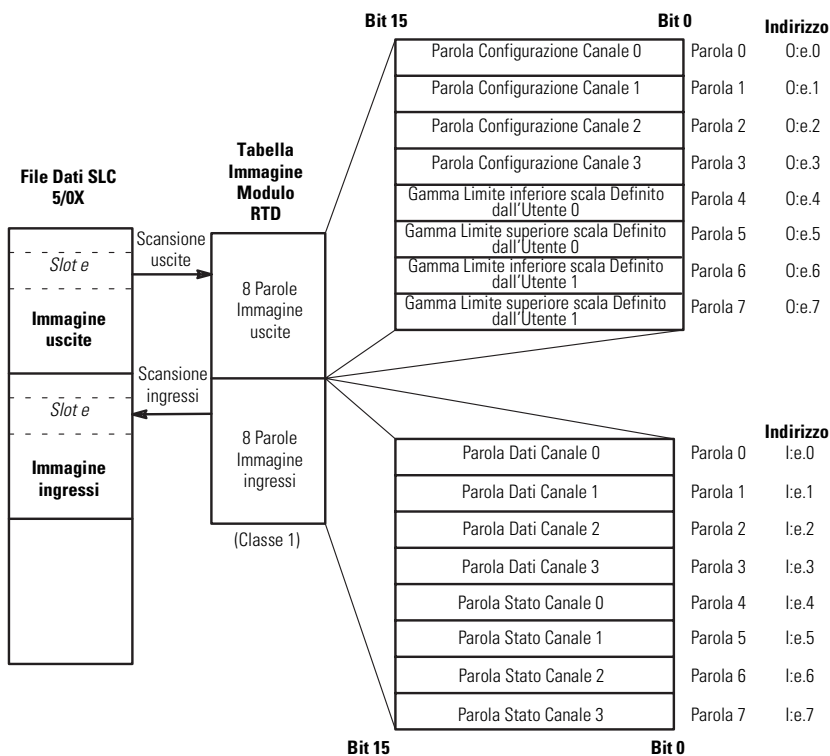 File Dati SLC
5/0X
Slot e
Immagine
uscite
Slot e
Immagine
ingressi
Scansione
uscite
Scansione
ingressi
Tabella
Immagine
Modulo
RTD
8 Parole
Immagine
uscite
8 Parole
Immagine
ingressi
(Classe 1)
Bit 15 Bit 0 Indirizzo
Parola Configurazione Canale 0 Parola 0 O:e.0
Parola Configurazione Canale 1 Parola 1 O:e.1
Parola Configurazione Canale 2 Parola 2 O:e.2
Parola Configurazione Canale 3 Parola 3 O:e.3
Gamma Limite inferiore scala Definito
dall'Utente 0 Parola 4 O:e.4
Gamma Limite superiore scala Definito
dall'Utente 0 Parola 5 O:e.5
Gamma Limite inferiore scala Definito
dall'Utente 1 Parola 6 O:e.6
Gamma Limite superiore scala Definito
dall'Utente 1 Parola 7 O:e.7
Indirizzo
Parola Dati Canale 0 Parola 0 I:e.0
Parola Dati Canale 1 Parola 1 I:e.1
Parola Dati Canale 2 Parola 2 I:e.2
Parola Dati Canale 3 Parola 3 I:e.3
Parola Stato Canale 0 Parola 4 I:e.4
Parola Stato Canale 1 Parola 5 I:e.5
Parola Stato Canale 2 Parola 6 I:e.6
Parola Stato Canale 3 Parola 7 I:e.7
Bit 15 Bit 0